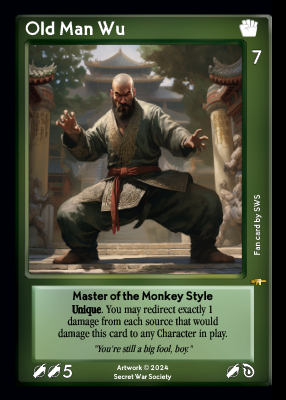 Old Man Wu
7
Fan card by SWS
Master of the Monkey Style
Unique. You may redirect exactly 1
damage from each source that would
damage this card to any Character in play.
"You're still a big fool, boy."
5
Artwork © 2024
Secret War Society